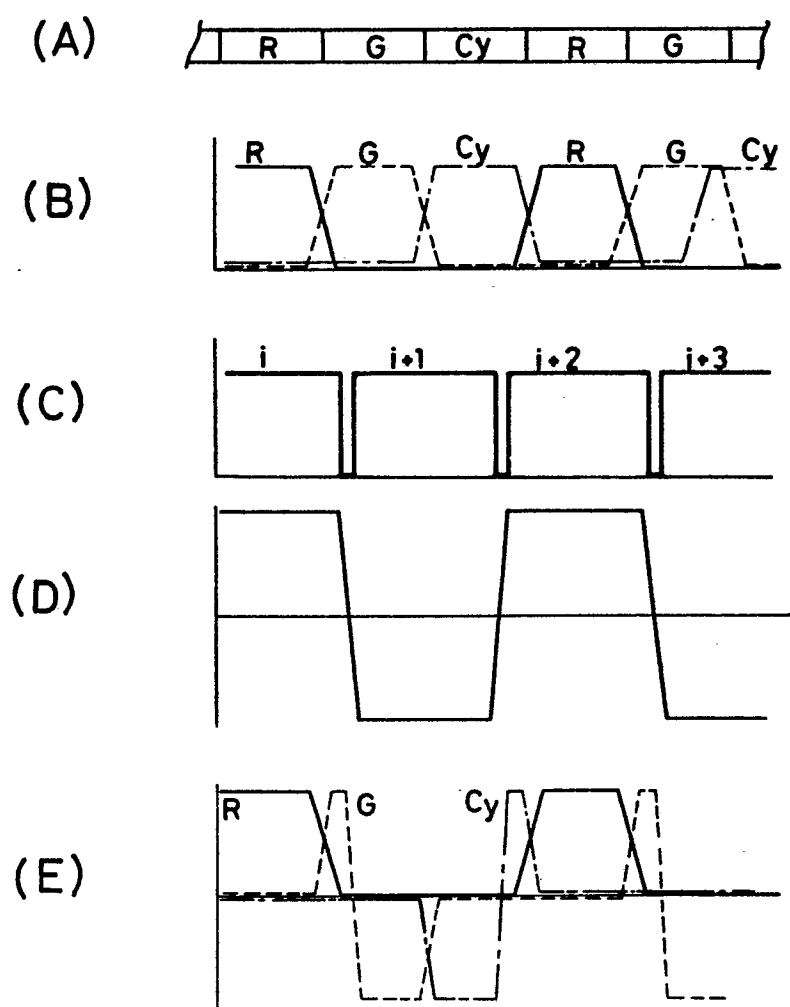 (A) R G Cy R G
(B) R G Cy R G Cy
(C) i i+1 i+2 i+3
(D)
(E) R G Cy